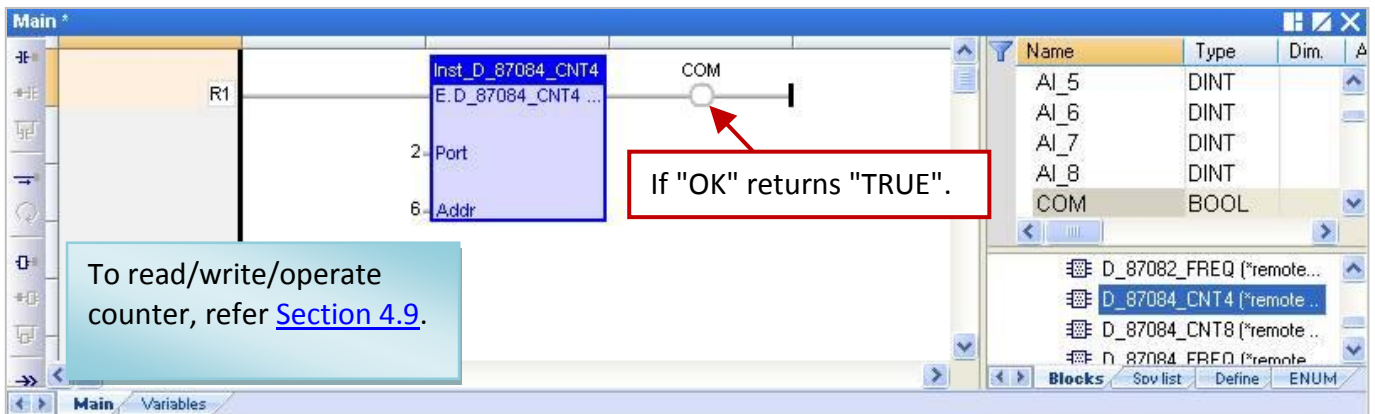 Main *
R1
Inst_D_87084_CNT4
E.D_87084_CNT4 ...
2
Port
6
Addr
COM
If "OK" returns "TRUE".
To read/write/operate
counter, refer Section 4.9.
Name Type Dim. A
AI_5 DINT
AI_6 DINT
AI_7 DINT
AI_8 DINT
COM BOOL
D_87082_FREQ (*remote...
D_87084_CNT4 (*remote ..
D_87084_CNT8 (*remote ..
D_87084_FREQ (*remote
Blocks Spv list Define ENUM
Main Variables